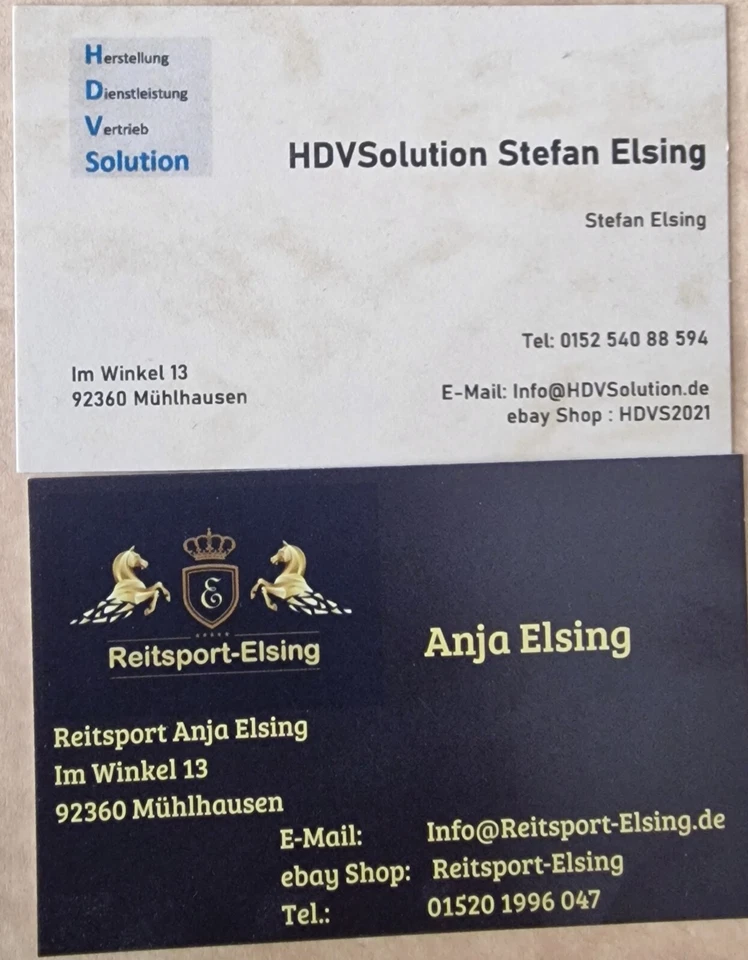 Herstellung
Dienstleistung
Vertrieb
Solution
HDVSolution Stefan Elsing
Stefan Elsing
Tel: 0152 540 88 594
Im Winkel 13
92360 Mühlhausen
E-Mail: Info@HDVSolution.de
ebay Shop : HDVS2021
E
Reitsport-Elsing
Anja Elsing
Reitsport Anja Elsing
Im Winkel 13
92360 Mühlhausen
E-Mail: Info@Reitsport-Elsing.de
ebay Shop: Reitsport-Elsing
Tel.: 01520 1996 047